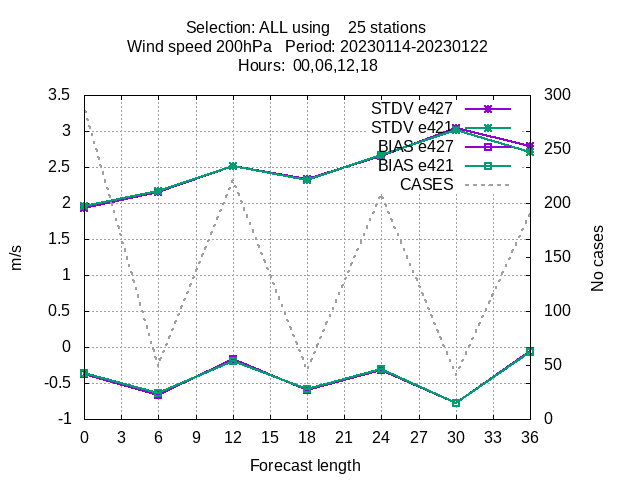 Selection: ALL using 25 stations
Wind speed 200hPa Period: 20230114-20230122
Hours: 00,06,12,18
3.5
3
2.5
2
1.5
1
0.5
0
-0.5
-1
m/s
STDV e427
STDV e421
BIAS e427
BIAS e421
CASES
300
250
200
150
100
50
0
No cases
0 3 6 9 12 15 18 21 24 27 30 33 36
Forecast length